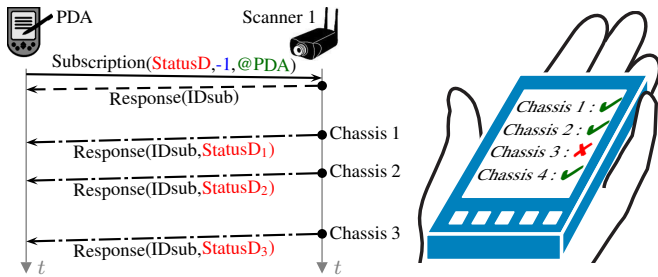 PDA
Scanner 1
Subscription(StatusD,-1,@PDA)
Response(IDsub)
Chassis 1
Response(IDsub,StatusD₁)
Chassis 2
Response(IDsub,StatusD₂)
Chassis 3
Response(IDsub,StatusD₃)
t
t
Chassis 1 : ✔
Chassis 2 : ✔
Chassis 3 : ✘
Chassis 4 : ✔